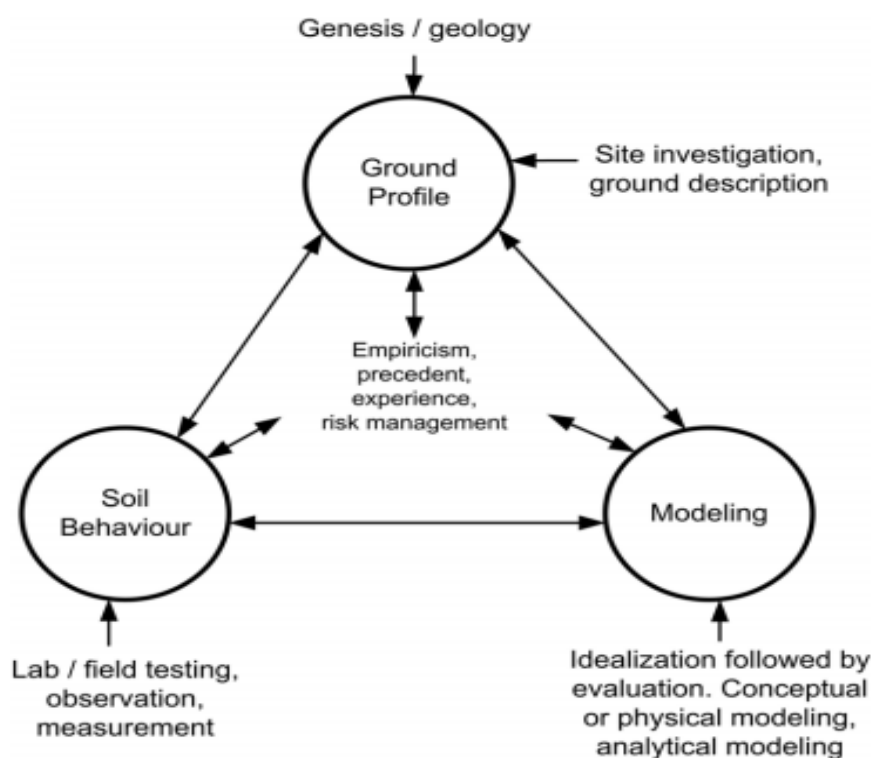 Genesis / geology
Ground
Profile
Site investigation,
ground description
Empiricism,
precedent,
experience,
risk management
Soil
Behaviour
Modeling
Lab / field testing,
observation,
measurement
Idealization followed by
evaluation. Conceptual
or physical modeling,
analytical modeling